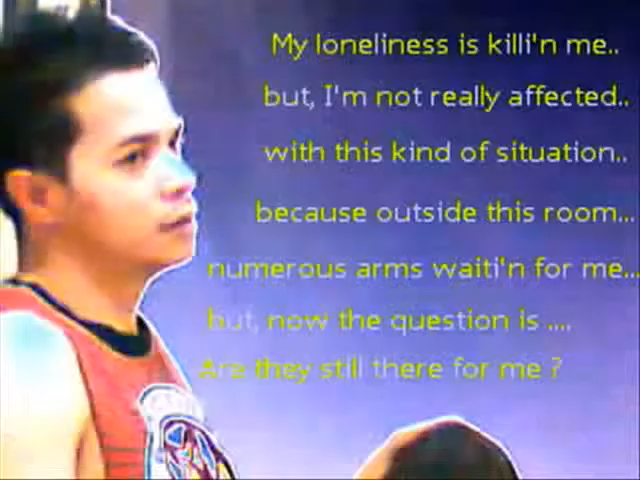 My loneliness is killi'n me..
but, I'm not really affected..
with this kind of situation..
because outside this room...
numerous arms waiti'n for me...
but, now the question is ....
Are they still there for me ?